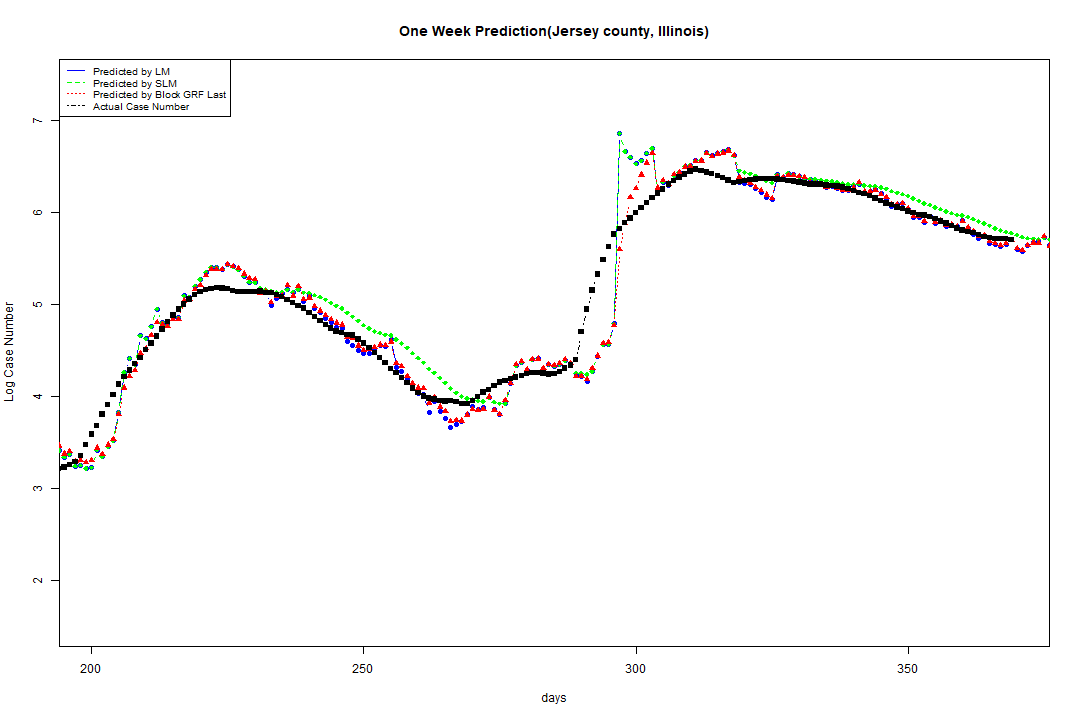 One Week Prediction(Jersey county, Illinois)
Predicted by LM
Predicted by SLM
Predicted by Block GRF Last
Actual Case Number
7
6
5
4
3
2
Log Case Number
200
250
300
350
days